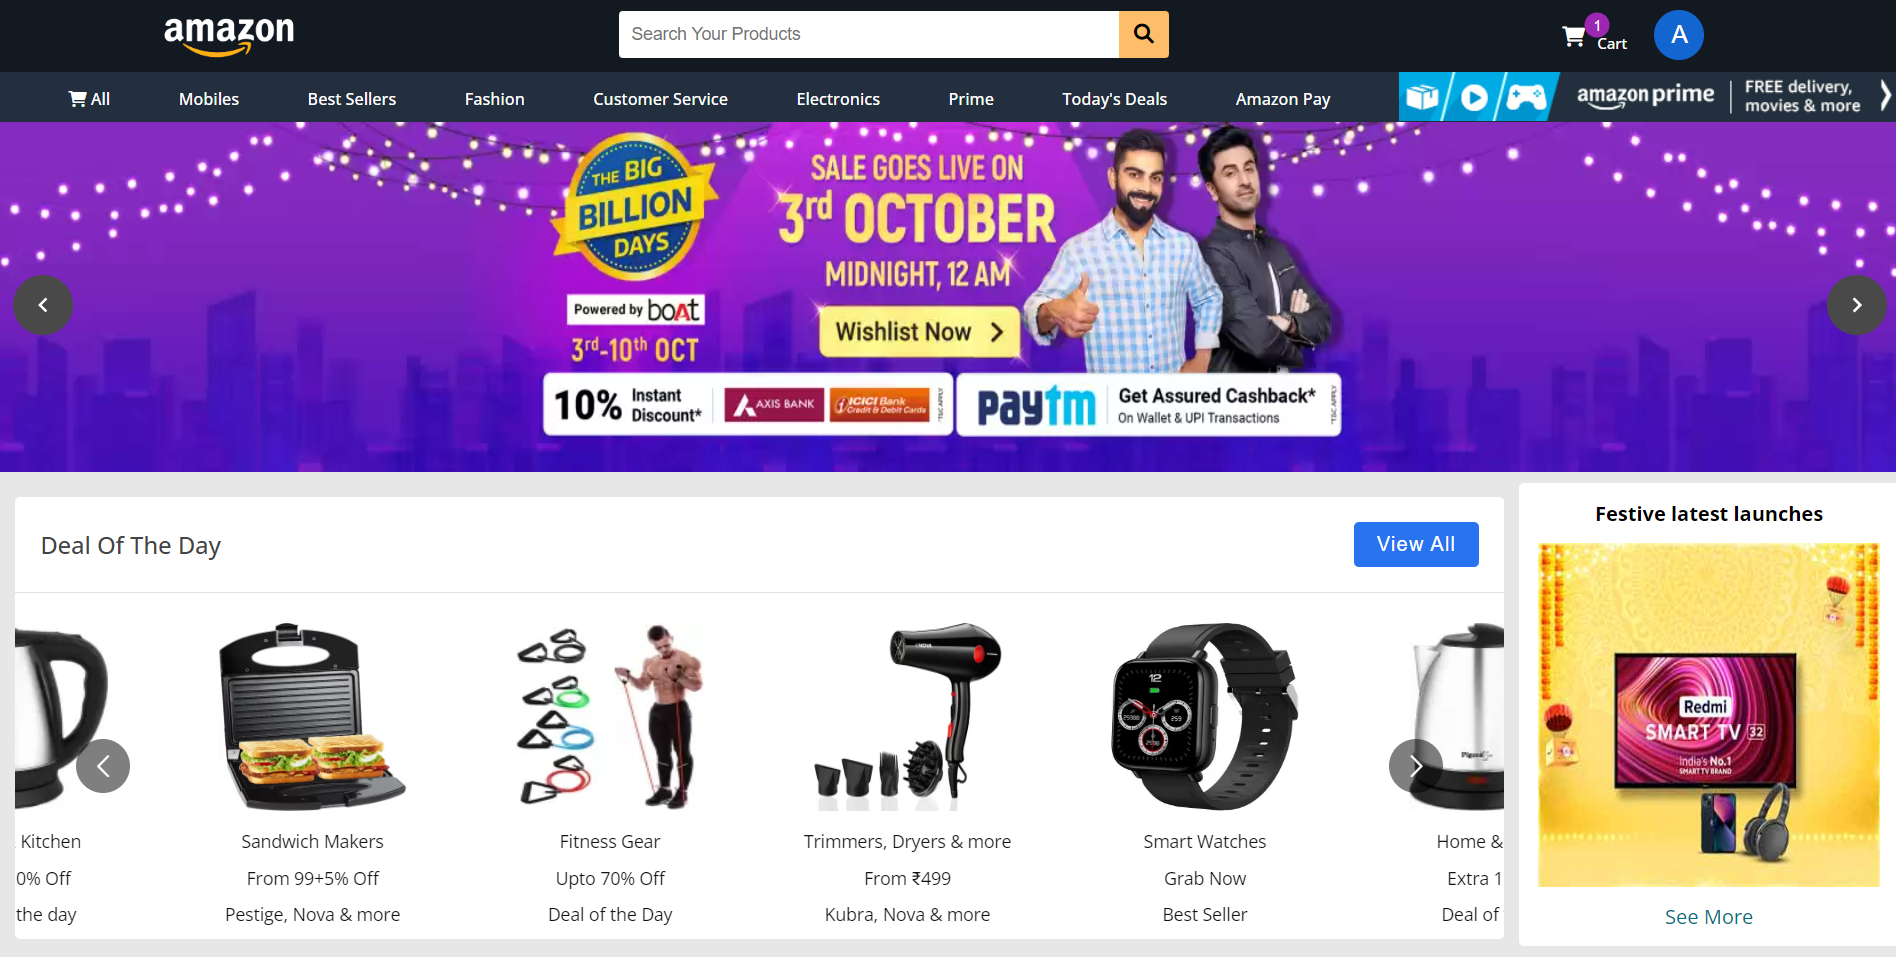 amazon
Search Your Products
1
Cart
A
All
Mobiles
Best Sellers
Fashion
Customer Service
Electronics
Prime
Today's Deals
Amazon Pay
amazon prime
FREE delivery,
movies & more
THE BIG
BILLION
DAYS
Powered by boAt
3rd-10th OCT
SALE GOES LIVE ON
3rd OCTOBER
MIDNIGHT, 12 AM
Wishlist Now
10% Instant
Discount*
AXIS BANK
ICICI Bank
Credit & Debit Cards
*T&C APPLY
paytm
Get Assured Cashback*
On Wallet & UPI Transactions
*T&C APPLY
Deal Of The Day
View All
NOVA
12
Pigeon
Kitchen
0% Off
the day
Sandwich Makers
From 99+5% Off
Pestige, Nova & more
Fitness Gear
Upto 70% Off
Deal of the Day
Trimmers, Dryers & more
From ₹499
Kubra, Nova & more
Smart Watches
Grab Now
Best Seller
Home &
Extra 1
Deal of
Festive latest launches
Redmi
SMART TV 32
India's No.1
SMART TV BRAND
See More